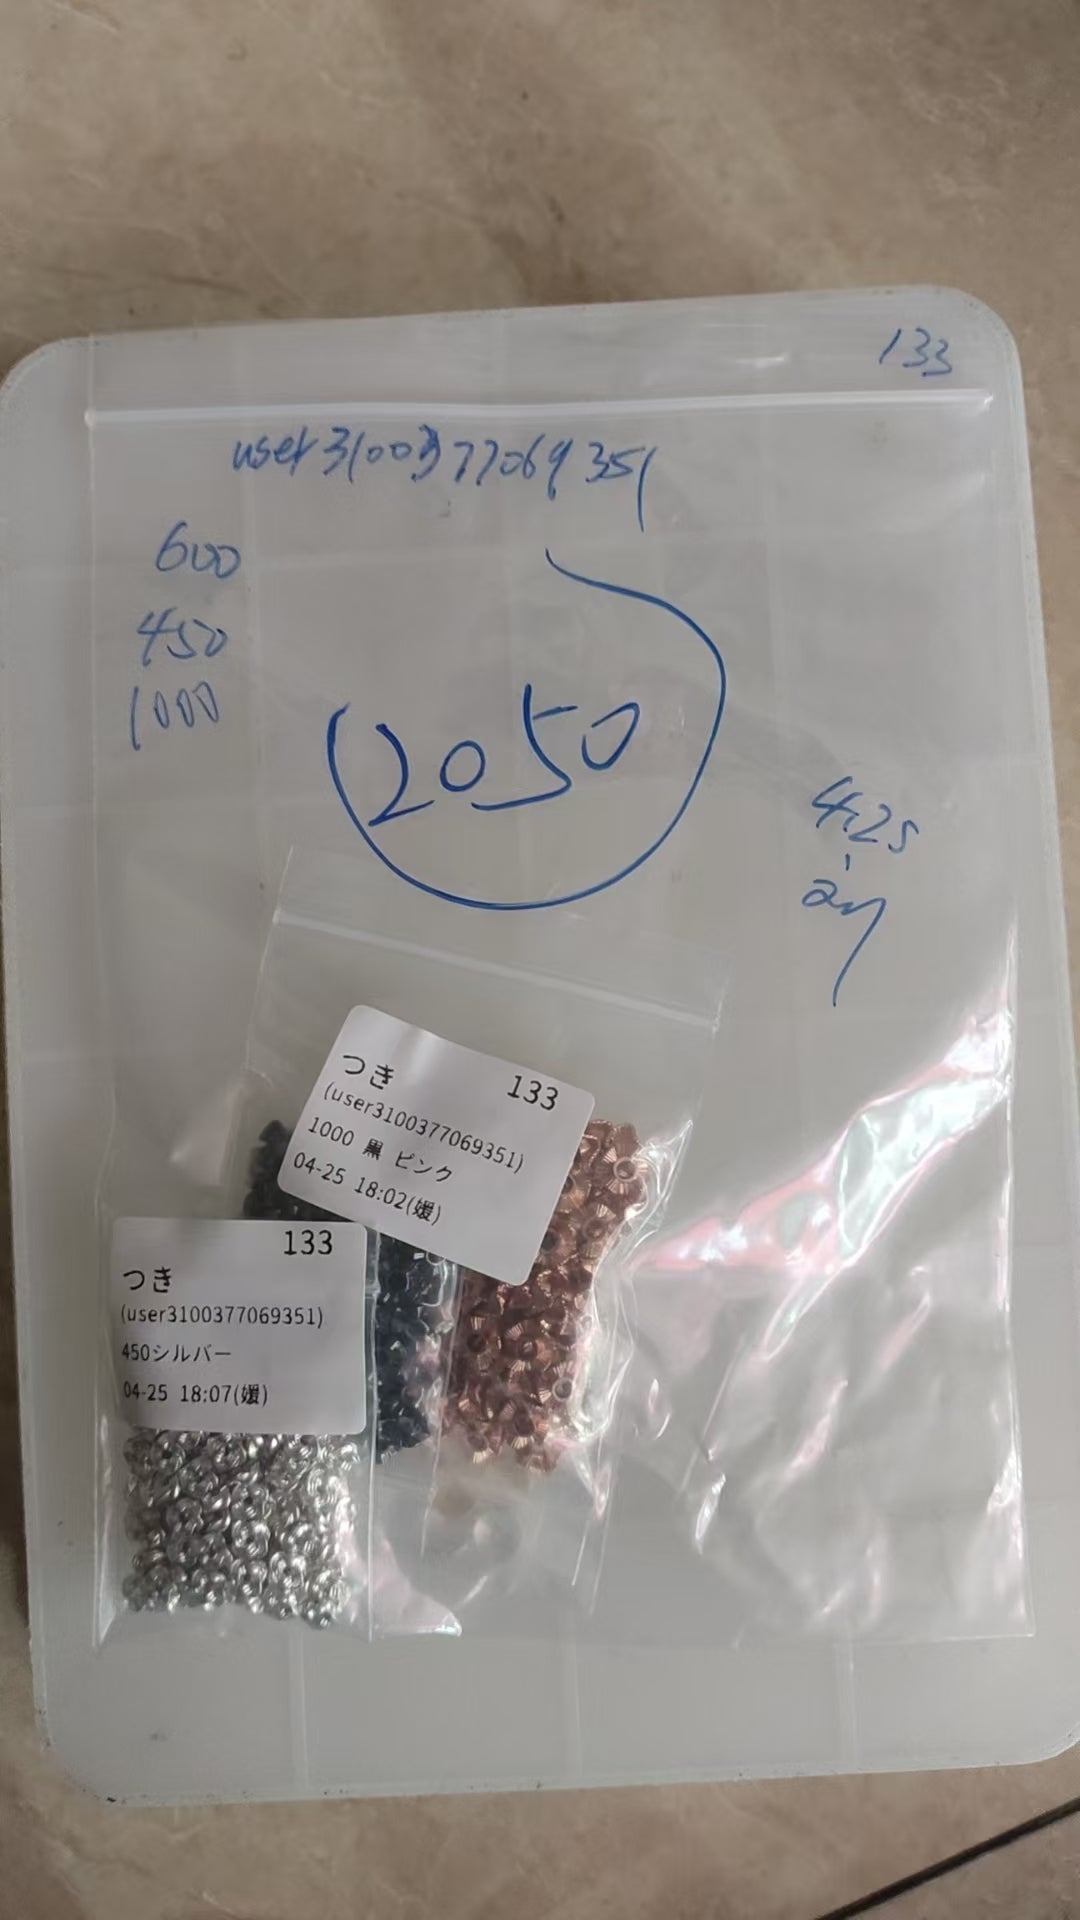 133
user3100377069351
600
450
1000
2050
4.25
つき 133
(user3100377069351)
1000 黒 ピンク
04-25 18:02(媛)
133
つき
(user3100377069351)
450シルバー
04-25 18:07(媛)